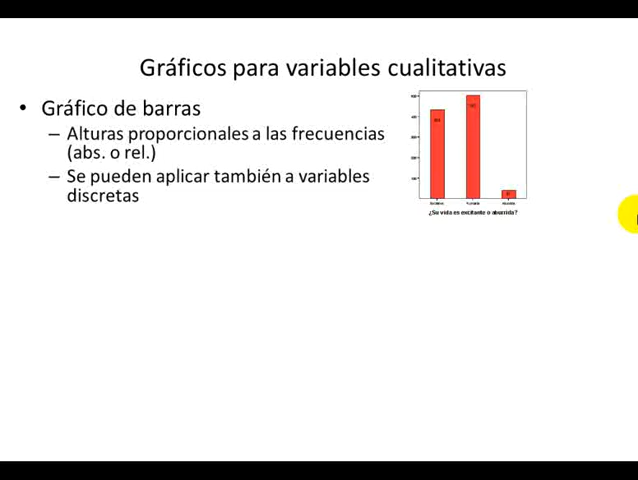 Gráficos para variables cualitativas
• Gráfico de barras
– Alturas proporcionales a las frecuencias
(abs. o rel.)
– Se pueden aplicar también a variables
discretas
¿Su vida es excitante o aburrida?